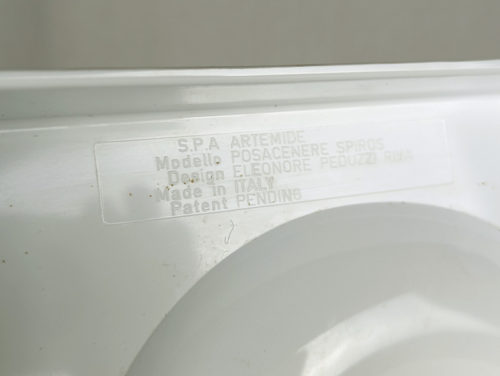 S.P.A ARTEMIDE
Modello POSACENERE SPIROS
Design ELEONORE PEDUZZI RIVA
Made in ITALY
Patent PENDING